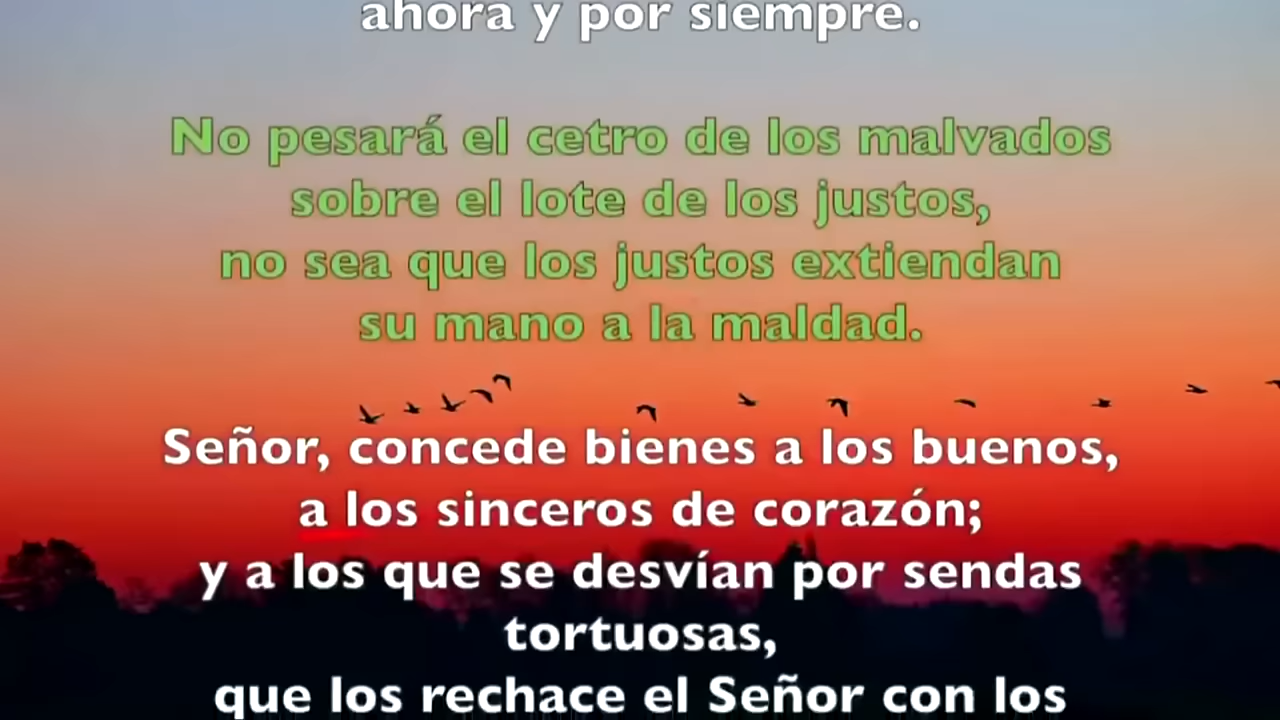 ahora y por siempre.
No pesará el cetro de los malvados
sobre el lote de los justos,
no sea que los justos extiendan
su mano a la maldad.
Señor, concede bienes a los buenos,
a los sinceros de corazón;
y a los que se desvían por sendas
tortuosas,
que los rechace el Señor con los